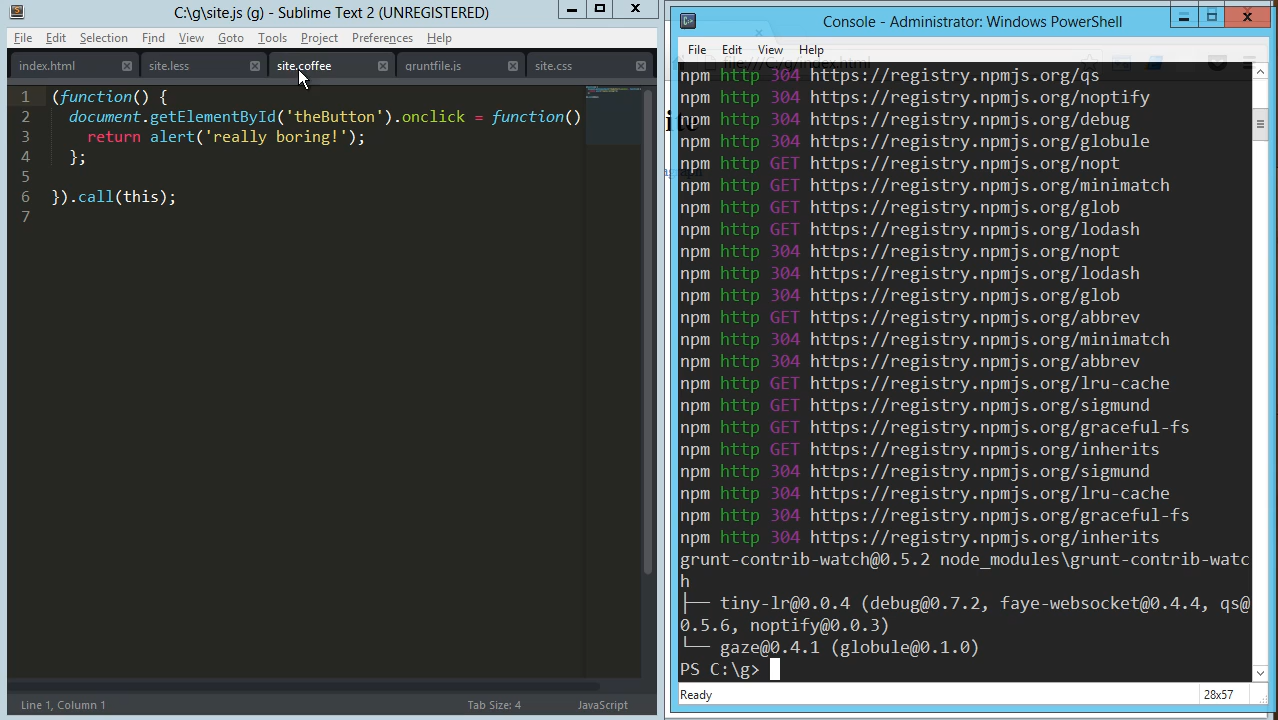 C:\g\site.js (g) - Sublime Text 2 (UNREGISTERED)
File Edit Selection Find View Goto Tools Project Preferences Help
index.html site.less site.coffee gruntfile.js site.css
1 (function() {
2 document.getElementById('theButton').onclick = function()
3 return alert('really boring!');
4 };
5
6 }).call(this);
7
Line 1, Column 1 Tab Size: 4 JavaScript
Console - Administrator: Windows PowerShell
File Edit View Help
file:///C:/g/index.html
npm http 304 https://registry.npmjs.org/qs
npm http 304 https://registry.npmjs.org/noptify
npm http 304 https://registry.npmjs.org/debug
npm http 304 https://registry.npmjs.org/globule
npm http GET https://registry.npmjs.org/nopt
npm http GET https://registry.npmjs.org/minimatch
npm http GET https://registry.npmjs.org/glob
npm http GET https://registry.npmjs.org/lodash
npm http 304 https://registry.npmjs.org/nopt
npm http 304 https://registry.npmjs.org/lodash
npm http 304 https://registry.npmjs.org/glob
npm http GET https://registry.npmjs.org/abbrev
npm http 304 https://registry.npmjs.org/minimatch
npm http 304 https://registry.npmjs.org/abbrev
npm http GET https://registry.npmjs.org/lru-cache
npm http GET https://registry.npmjs.org/sigmund
npm http GET https://registry.npmjs.org/graceful-fs
npm http GET https://registry.npmjs.org/inherits
npm http 304 https://registry.npmjs.org/sigmund
npm http 304 https://registry.npmjs.org/lru-cache
npm http 304 https://registry.npmjs.org/graceful-fs
npm http 304 https://registry.npmjs.org/inherits
grunt-contrib-watch@0.5.2 node_modules\grunt-contrib-watc
h
├── tiny-lr@0.0.4 (debug@0.7.2, faye-websocket@0.4.4, qs@
0.5.6, noptify@0.0.3)
└── gaze@0.4.1 (globule@0.1.0)
PS C:\g>
Ready 28x57